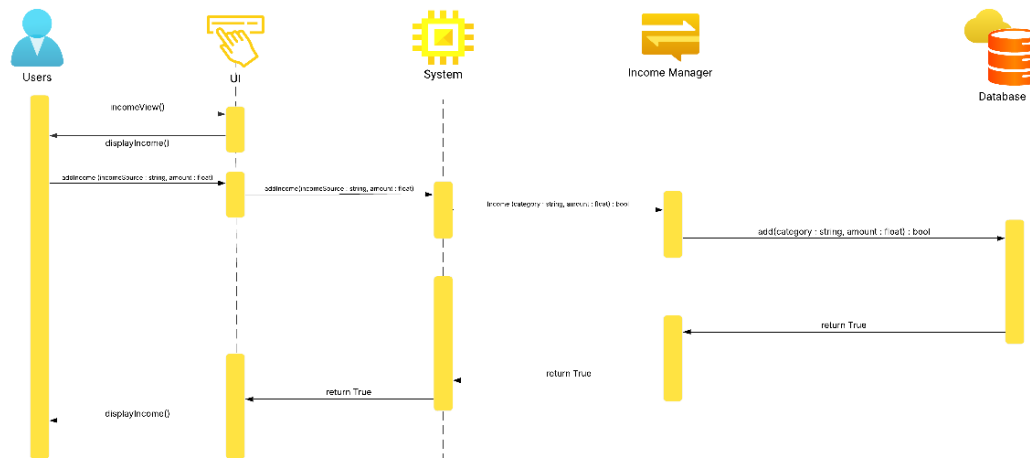 Users
UI
System
Income Manager
Database
incomeView()
displayIncome()
addIncome (incomeSource : string, amount : float)
addIncome(incomeSource : string, amount : float)
Income (category : string, amount : float) : bool
add(category : string, amount : float) : bool
return True
return True
return True
displayIncome()